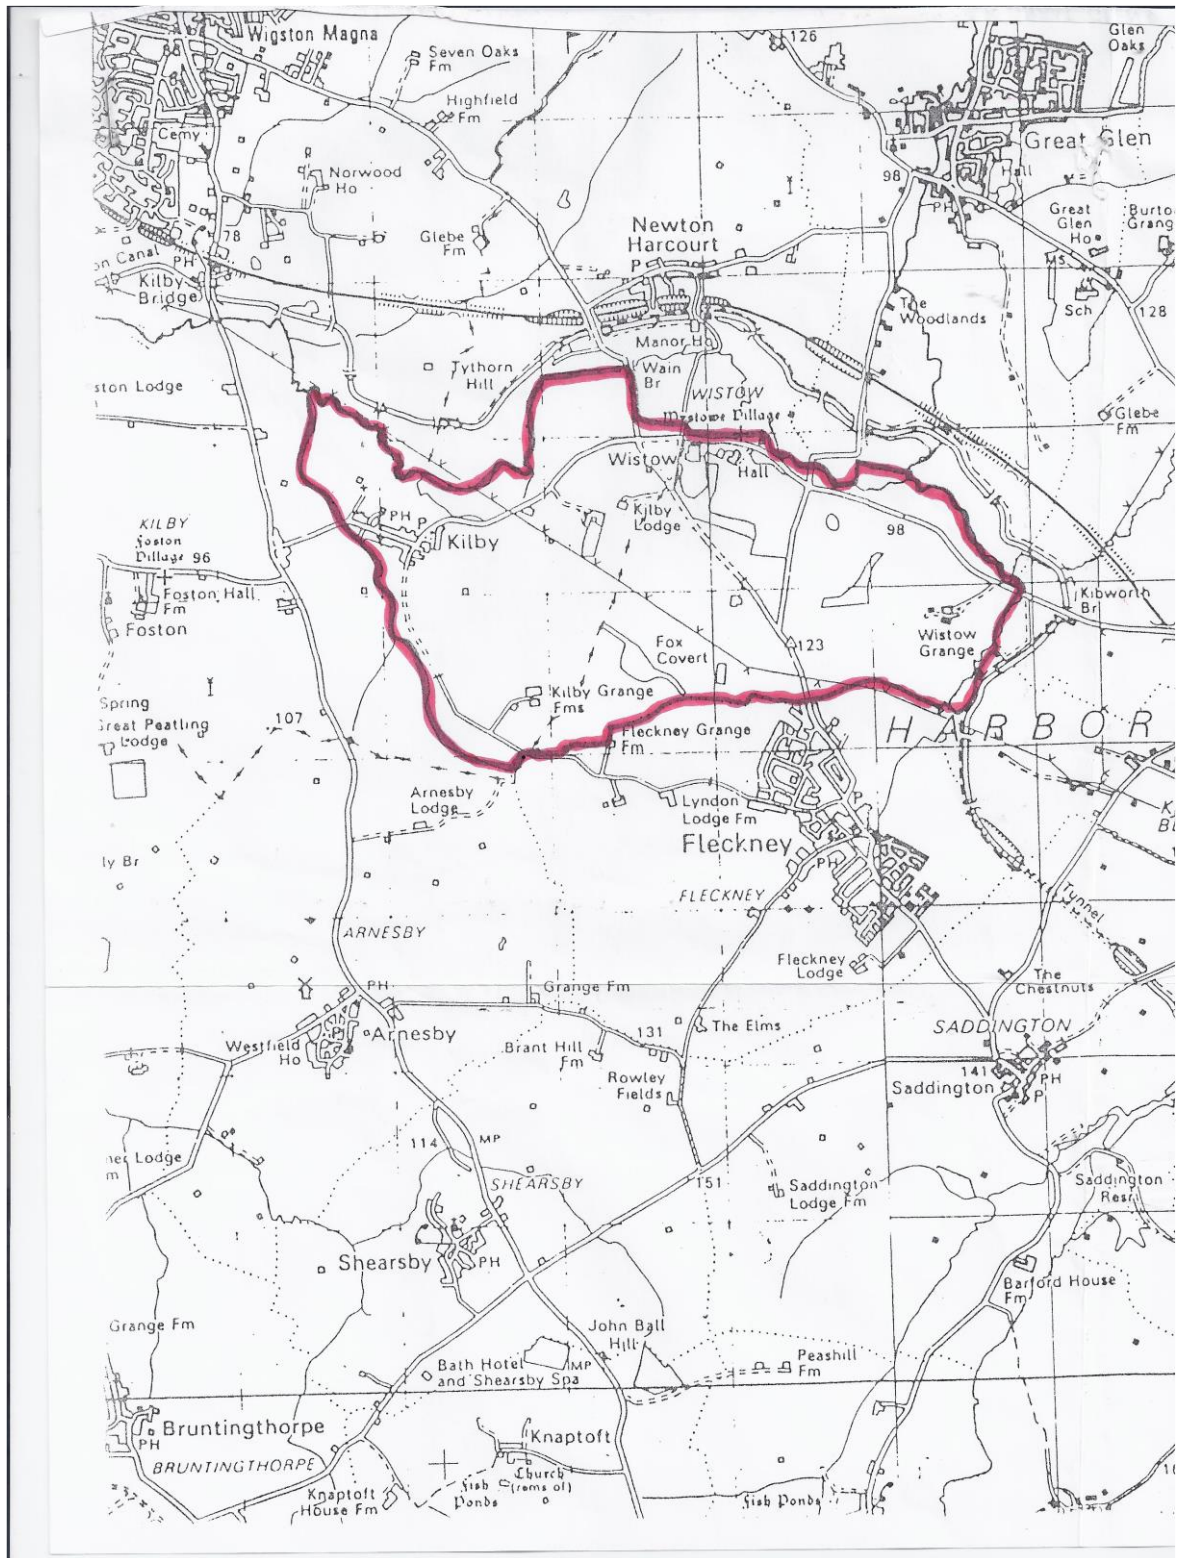 Wigston Magna
88
126
Glen
Oaks
Seven Oaks
Fm
Highfield
Fm
Cemy
Great Glen
Norwood
Ho
98
Hall
Newton
Harcourt
PH
Great
Glen Ho
Glebe
Fm
78
P
Canal
PH
Ms
Kilby
Bridge
The
Woodlands
Sch
128
Manor Ho
Tythorn
Hill
Wain
Br
WISTOW
Wystowe Village
ston Lodge
Glebe
Fm
Wistow
Hall
Kilby
Lodge
PH P
98
KILBY
Foston
Village 96
Kilby
Foston Hall
Fm
Kibworth
Br
Foston
Wistow
Grange
Fox
Covert
123
Spring
Great Peatling
Lodge
Kilby Grange
Fms
107
Fleckney Grange
Fm
HARBOR
Arnesby
Lodge
Lyndon
Lodge Fm
P
Fleckney
PH
ly Br
FLECKNEY
Tunnel
ARNESBY
Fleckney
Lodge
The
Chestnuts
Grange Fm
PH
P
Arnesby
131
The Elms
SADDINGTON
Westfield
Ho
Brant Hill
Fm
Rowley
Fields
141
PH
Saddington
P
MP
114
Lodge
m
SHEARSBY
151
Saddington
Lodge Fm
Saddington
Resr
Shearsby
PH
Barford House
Fm
Grange Fm
John Ball
Hill
Bath Hotel
and Shearsby Spa
MP
Peashill
Fm
Bruntingthorpe
PH
Knaptoft
BRUNTINGTHORPE
Knaptoft
House Fm
Fish
Ponds
Church
(rems of)
Fish Ponds